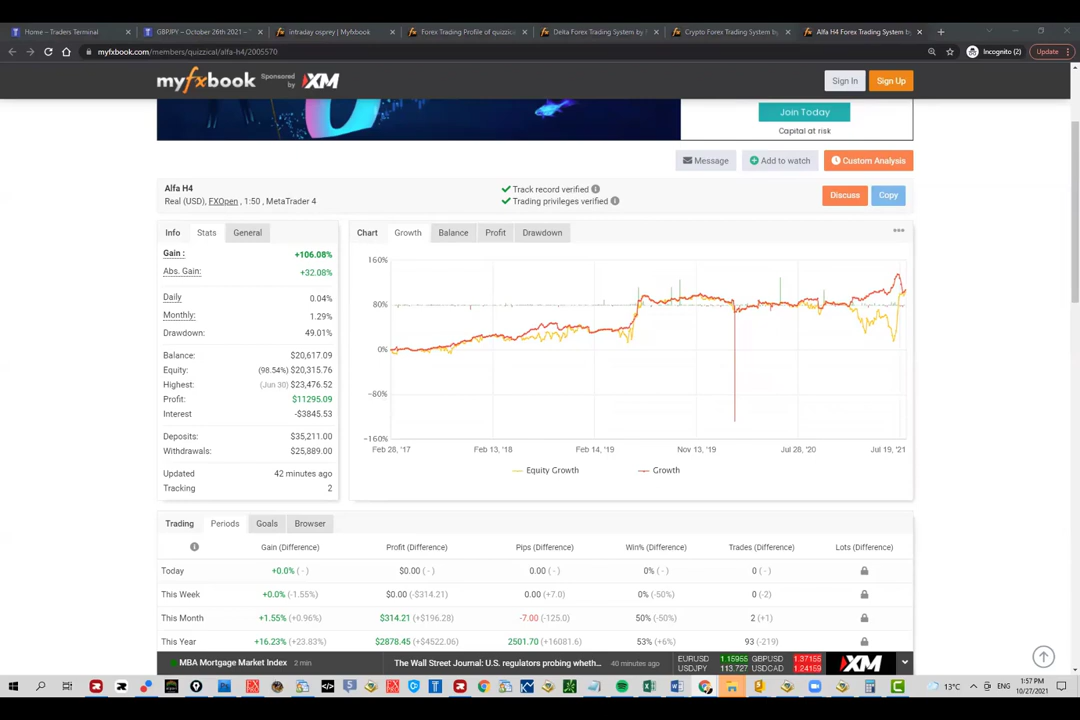 Home – Traders Terminal
GBPJPY – October 26th 2021 –
intraday osprey | Myfxbook
Forex Trading Profile of quizzica
Delta Forex Trading System by
Crypto Forex Trading System by
Alfa H4 Forex Trading System by
myfxbook.com/members/quizzical/alfa-h4/2005570
Incognito (2)
Update
myfxbook Sponsored by XM
Sign In
Sign Up
Join Today
Capital at risk
Message
Add to watch
Custom Analysis
Alfa H4
Real (USD), FXOpen , 1:50 , MetaTrader 4
Track record verified
Trading privileges verified
Discuss
Copy
Info Stats General
Gain : +106.08%
Abs. Gain: +32.08%
Daily 0.04%
Monthly: 1.29%
Drawdown: 49.01%
Balance: $20,617.09
Equity: (98.54%) $20,315.76
Highest: (Jun 30) $23,476.52
Profit: $11295.09
Interest -$3845.53
Deposits: $35,211.00
Withdrawals: $25,889.00
Updated 42 minutes ago
Tracking 2
Chart Growth Balance Profit Drawdown
160%
80%
0%
-80%
-160%
Feb 28, '17 Feb 13, '18 Feb 14, '19 Nov 13, '19 Jul 28, '20 Jul 19, '21
Equity Growth Growth
Trading Periods Goals Browser
Gain (Difference) Profit (Difference) Pips (Difference) Win% (Difference) Trades (Difference) Lots (Difference)
Today +0.0% ( - ) $0.00 ( - ) 0.00 ( - ) 0% ( - ) 0 ( - )
This Week +0.0% (-1.55%) $0.00 (-$314.21) 0.00 (+7.0) 0% (-50%) 0 (-2)
This Month +1.55% (+0.96%) $314.21 (+$196.28) -7.00 (-125.0) 50% (-50%) 2 (+1)
This Year +16.23% (+23.83%) $2878.45 (+$4522.06) 2501.70 (+16081.6) 53% (+6%) 93 (-219)
MBA Mortgage Market Index 2 min
The Wall Street Journal: U.S. regulators probing wheth... 40 minutes ago
EURUSD 1.15955 GBPUSD 1.37155
USDJPY 113.727 USDCAD 1.24159
XM
13°C
ENG
1:57 PM
10/27/2021